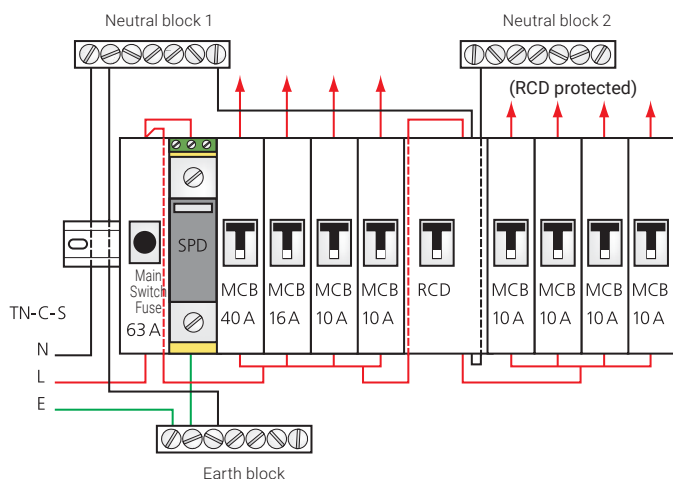 Neutral block 1
Neutral block 2
(RCD protected)
SPD
Main
Switch
Fuse
63 A
MCB
40 A
MCB
16 A
MCB
10 A
MCB
10 A
RCD
MCB
10 A
MCB
10 A
MCB
10 A
MCB
10 A
TN-C-S
N
L
E
Earth block